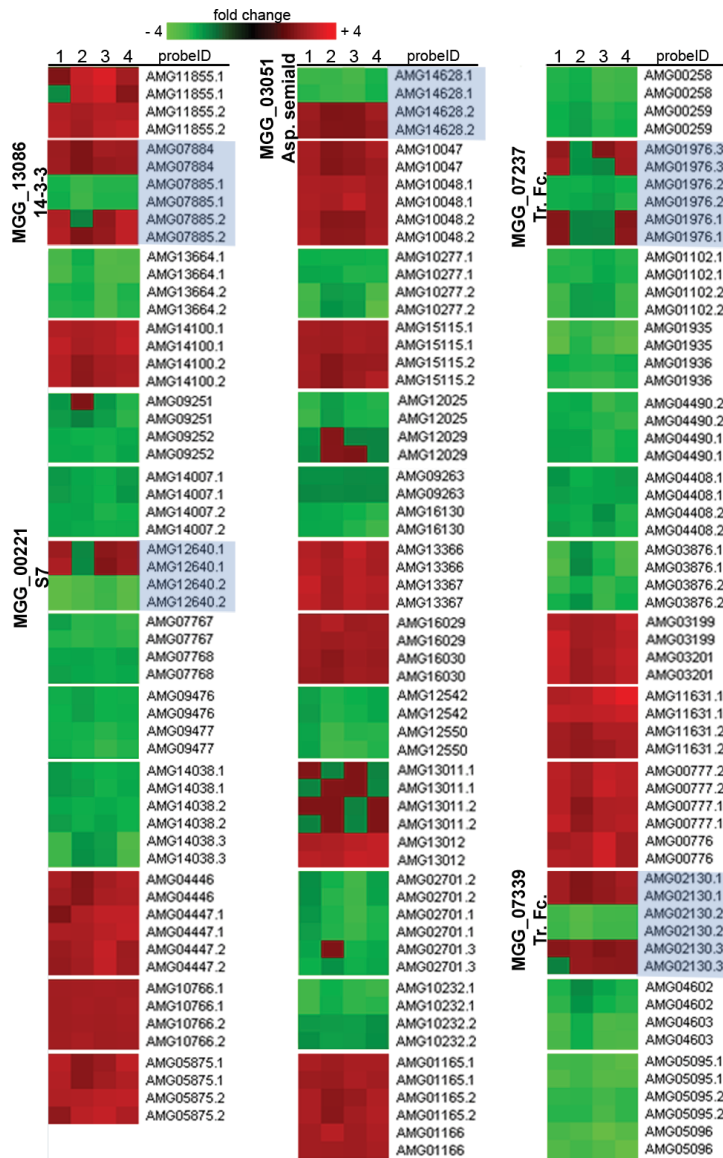 fold change
- 4
+ 4
1 2 3 4 probeID
AMG11855.1
AMG11855.1
AMG11855.2
AMG11855.2
MGG_13086
14-3-3
AMG07884
AMG07884
AMG07885.1
AMG07885.1
AMG07885.2
AMG07885.2
AMG13664.1
AMG13664.1
AMG13664.2
AMG13664.2
AMG14100.1
AMG14100.1
AMG14100.2
AMG14100.2
AMG09251
AMG09251
AMG09252
AMG09252
AMG14007.1
AMG14007.1
AMG14007.2
AMG14007.2
MGG_00221
S7
AMG12640.1
AMG12640.1
AMG12640.2
AMG12640.2
AMG07767
AMG07767
AMG07768
AMG07768
AMG09476
AMG09476
AMG09477
AMG09477
AMG14038.1
AMG14038.1
AMG14038.2
AMG14038.2
AMG14038.3
AMG14038.3
AMG04446
AMG04446
AMG04447.1
AMG04447.1
AMG04447.2
AMG04447.2
AMG10766.1
AMG10766.1
AMG10766.2
AMG10766.2
AMG05875.1
AMG05875.1
AMG05875.2
AMG05875.2
1 2 3 4 probeID
MGG_03051
Asp. semiald
AMG14628.1
AMG14628.1
AMG14628.2
AMG14628.2
AMG10047
AMG10047
AMG10048.1
AMG10048.1
AMG10048.2
AMG10048.2
AMG10277.1
AMG10277.1
AMG10277.2
AMG10277.2
AMG15115.1
AMG15115.1
AMG15115.2
AMG15115.2
AMG12025
AMG12025
AMG12029
AMG12029
AMG09263
AMG09263
AMG16130
AMG16130
AMG13366
AMG13366
AMG13367
AMG13367
AMG16029
AMG16029
AMG16030
AMG16030
AMG12542
AMG12542
AMG12550
AMG12550
AMG13011.1
AMG13011.1
AMG13011.2
AMG13011.2
AMG13012
AMG13012
AMG02701.2
AMG02701.2
AMG02701.1
AMG02701.1
AMG02701.3
AMG02701.3
AMG10232.1
AMG10232.1
AMG10232.2
AMG10232.2
AMG01165.1
AMG01165.1
AMG01165.2
AMG01165.2
AMG01166
AMG01166
1 2 3 4 probeID
AMG00258
AMG00258
AMG00259
AMG00259
MGG_07237
Tr. Fc.
AMG01976.3
AMG01976.3
AMG01976.2
AMG01976.2
AMG01976.1
AMG01976.1
AMG01102.1
AMG01102.1
AMG01102.2
AMG01102.2
AMG01935
AMG01935
AMG01936
AMG01936
AMG04490.2
AMG04490.2
AMG04490.1
AMG04490.1
AMG04408.1
AMG04408.1
AMG04408.2
AMG04408.2
AMG03876.1
AMG03876.1
AMG03876.2
AMG03876.2
AMG03199
AMG03199
AMG03201
AMG03201
AMG11631.1
AMG11631.1
AMG11631.2
AMG11631.2
AMG00777.2
AMG00777.2
AMG00777.1
AMG00777.1
AMG00776
AMG00776
MGG_07339
Tr. Fc.
AMG02130.1
AMG02130.1
AMG02130.2
AMG02130.2
AMG02130.3
AMG02130.3
AMG04602
AMG04602
AMG04603
AMG04603
AMG05095.1
AMG05095.1
AMG05095.2
AMG05095.2
AMG05096
AMG05096